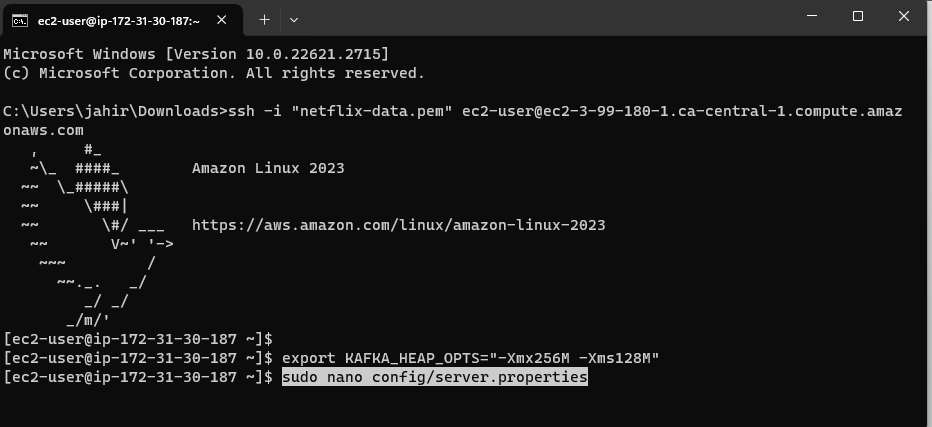 ec2-user@ip-172-31-30-187:~
Microsoft Windows [Version 10.0.22621.2715]
(c) Microsoft Corporation. All rights reserved.
C:\Users\jahir\Downloads>ssh -i "netflix-data.pem" ec2-user@ec2-3-99-180-1.ca-central-1.compute.amaz
onaws.com
   ,     #_
   ~\_  ####_        Amazon Linux 2023
  ~~  \_#####\
  ~~     \###|
  ~~       \#/ ___   https://aws.amazon.com/linux/amazon-linux-2023
   ~~       V~' '->
    ~~~         /
      ~~._.   _/
         _/ _/
       _/m/'
[ec2-user@ip-172-31-30-187 ~]$
[ec2-user@ip-172-31-30-187 ~]$ export KAFKA_HEAP_OPTS="-Xmx256M -Xms128M"
[ec2-user@ip-172-31-30-187 ~]$ sudo nano config/server.properties